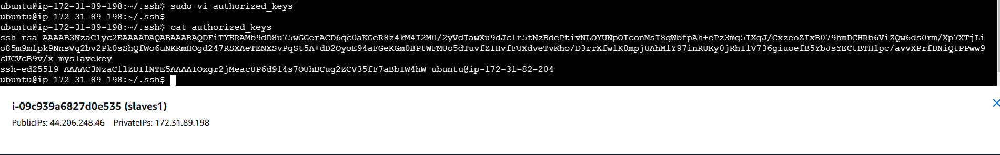 ubuntu@ip-172-31-89-198:~/.ssh$ sudo vi authorized_keys
ubuntu@ip-172-31-89-198:~/.ssh$
ubuntu@ip-172-31-89-198:~/.ssh$ cat authorized_keys
ssh-rsa AAAAB3NzaC1yc2EAAAADAQABAAABAQDFiTYERAMb9dD8u75wGGerACD6qc0aKGeR8z4kM4I2M0/2yVdIawXu9dJclr5tNzBdePtivNLOYUNpOIconMsI8gWbfpAh+ePz3mg5IXqJ/CxzeoZIxB079hmDCHRb6ViZQw6ds0rm/Xp7XTjLi
o85m9m1pk9NnsVq2bv2Pk0sShQfWo6uNKRmHOgd247RSXAeTENXSvPqSt5A+dD2OyoE94aFGeKGm0BPtWFMUo5dTuvfZIHvfFUXdveTvKho/D3rrXfw1K8mpjUAhM1Y97inRUKy0jRhI1V736giuoefB5YbJsYECtBTH1pc/avvXPrfDNiQtPPww9
cUCVcB9v/x myslavekey
ssh-ed25519 AAAAC3NzaC1lZDI1NTE5AAAAIOxgr2jMeacUP6d914s7OUhBCug2ZCV35fF7aBbIW4hW ubuntu@ip-172-31-82-204
ubuntu@ip-172-31-89-198:~/.ssh$
i-09c939a6827d0e535 (slaves1)
PublicIPs: 44.206.248.46 PrivateIPs: 172.31.89.198